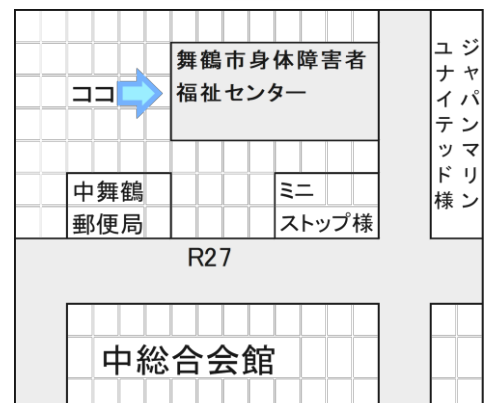 舞鶴市身体障害者
福祉センター
ココ
ジャパンマリン
ユナイテッド様
中舞鶴
郵便局
ミニ
ストップ様
R27
中総合会館